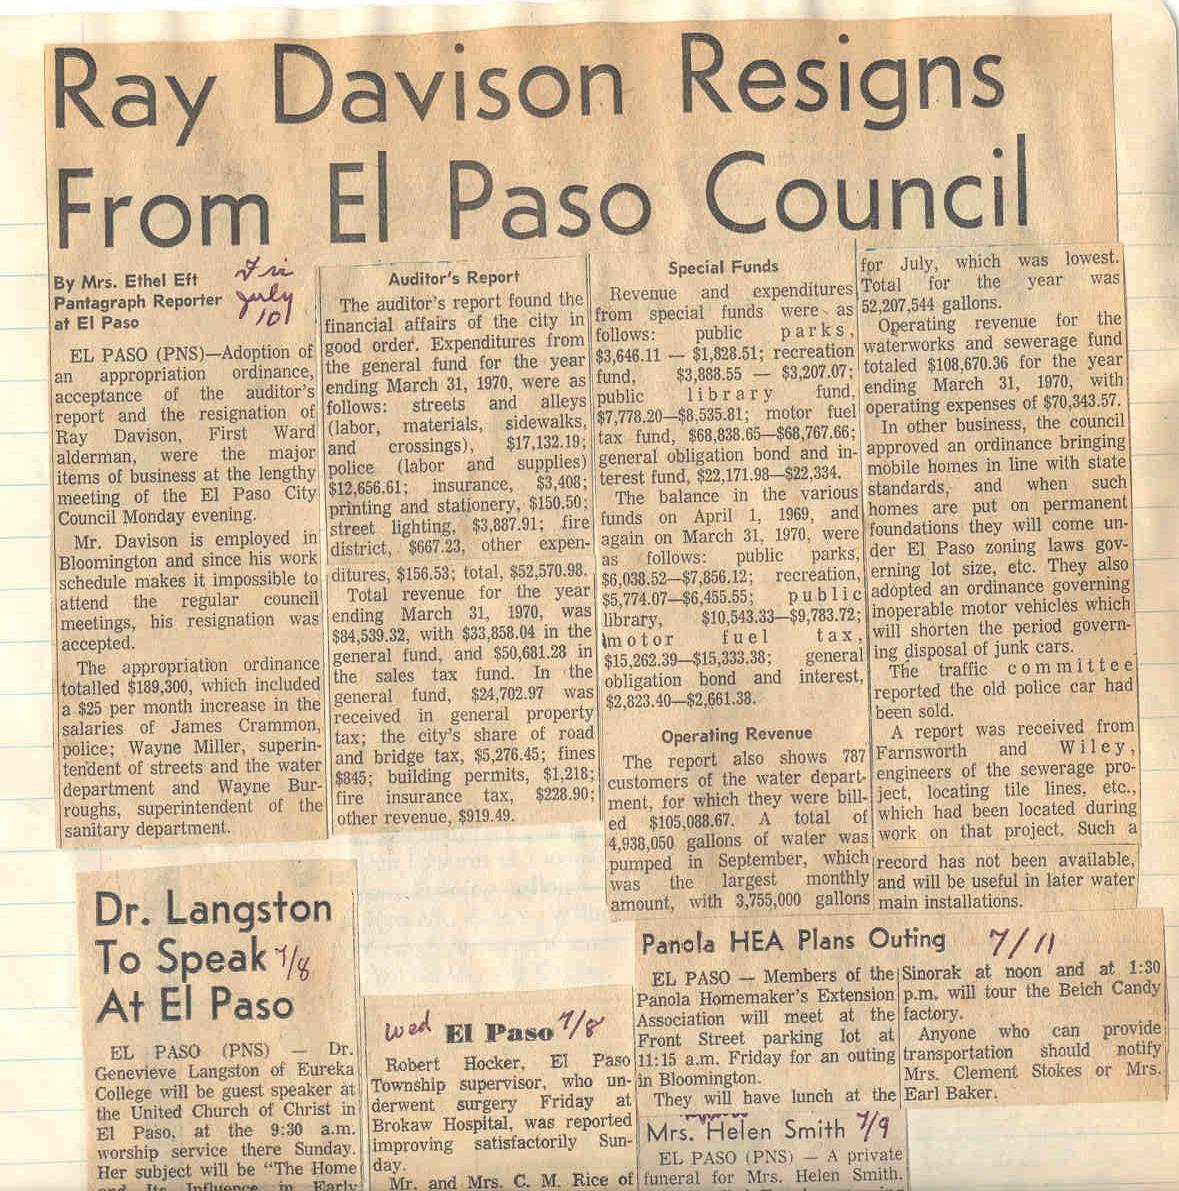 Ray Davison Resigns
From El Paso Council
By Mrs. Ethel Eft
Pantagraph Reporter
at El Paso
Fri
July
10
EL PASO (PNS)—Adoption of
an appropriation ordinance,
acceptance of the auditor's
report and the resignation of
Ray Davison, First Ward
alderman, were the major
items of business at the lengthy
meeting of the El Paso City
Council Monday evening.
Mr. Davison is employed in
Bloomington and since his work
schedule makes it impossible to
attend the regular council
meetings, his resignation was
accepted.
The appropriation ordinance
totalled $189,300, which included
a $25 per month increase in the
salaries of James Crammon,
police; Wayne Miller, superin-
tendent of streets and the water
department and Wayne Bur-
roughs, superintendent of the
sanitary department.
Auditor's Report
The auditor's report found the
financial affairs of the city in
good order. Expenditures from
the general fund for the year
ending March 31, 1970, were as
follows: streets and alleys
(labor, materials, sidewalks,
and crossings), $17,132.19;
police (labor and supplies)
$12,656.61; insurance, $3,408;
printing and stationery, $150.50;
street lighting, $3,887.91; fire
district, $667.23, other expen-
ditures, $156.53; total, $52,570.98.
Total revenue for the year
ending March 31, 1970, was
$84,539.32, with $33,858.04 in the
general fund, and $50,681.28 in
the sales tax fund. In the
general fund, $24,702.97 was
received in general property
tax; the city's share of road
and bridge tax, $5,276.45; fines
$845; building permits, $1,218;
fire insurance tax, $228.90;
other revenue, $919.49.
Special Funds
Revenue and expenditures
from special funds were as
follows: public parks,
$3,646.11 — $1,828.51; recreation
fund, $3,888.55 — $3,207.07;
public library fund,
$7,778.20—$8,535.81; motor fuel
tax fund, $68,838.65—$68,767.66;
general obligation bond and in-
terest fund, $22,171.98—$22,334.
The balance in the various
funds on April 1, 1969, and
again on March 31, 1970, were
as follows: public parks,
$6,038.52—$7,856.12; recreation,
$5,774.07—$6,455.55; public
library, $10,543.33—$9,783.72;
motor fuel tax,
$15,262.39—$15,333.38; general
obligation bond and interest,
$2,823.40—$2,661.38.
Operating Revenue
The report also shows 787
customers of the water depart-
ment, for which they were bill-
ed $105,088.67. A total of
4,938,050 gallons of water was
pumped in September, which
was the largest monthly
amount, with 3,755,000 gallons
for July, which was lowest.
Total for the year was
52,207,544 gallons.
Operating revenue for the
waterworks and sewerage fund
totaled $108,670.36 for the year
ending March 31, 1970, with
operating expenses of $70,343.57.
In other business, the council
approved an ordinance bringing
mobile homes in line with state
standards, and when such
homes are put on permanent
foundations they will come un-
der El Paso zoning laws gov-
erning lot size, etc. They also
adopted an ordinance governing
inoperable motor vehicles which
will shorten the period govern-
ing disposal of junk cars.
The traffic committee
reported the old police car had
been sold.
A report was received from
Farnsworth and Wiley,
engineers of the sewerage pro-
ject, locating tile lines, etc.,
which had been located during
work on that project. Such a
record has not been available,
and will be useful in later water
main installations.
Dr. Langston
To Speak 7/8
At El Paso
EL PASO (PNS) — Dr.
Genevieve Langston of Eureka
College will be guest speaker at
the United Church of Christ in
El Paso, at the 9:30 a.m.
worship service there Sunday.
Her subject will be "The Home
and Its Influence in Early
wed El Paso 7/8
Robert Hocker, El Paso
Township supervisor, who un-
derwent surgery Friday at
Brokaw Hospital, was reported
improving satisfactorily Sun-
day.
Mr. and Mrs. C. M. Rice of
Panola HEA Plans Outing 7/11
EL PASO — Members of the
Panola Homemaker's Extension
Association will meet at the
Front Street parking lot at
11:15 a.m. Friday for an outing
in Bloomington.
They will have lunch at the
Sinorak at noon and at 1:30
p.m. will tour the Beich Candy
factory.
Anyone who can provide
transportation should notify
Mrs. Clement Stokes or Mrs.
Earl Baker.
Mrs. Helen Smith 7/9
EL PASO (PNS) — A private
funeral for Mrs. Helen Smith.